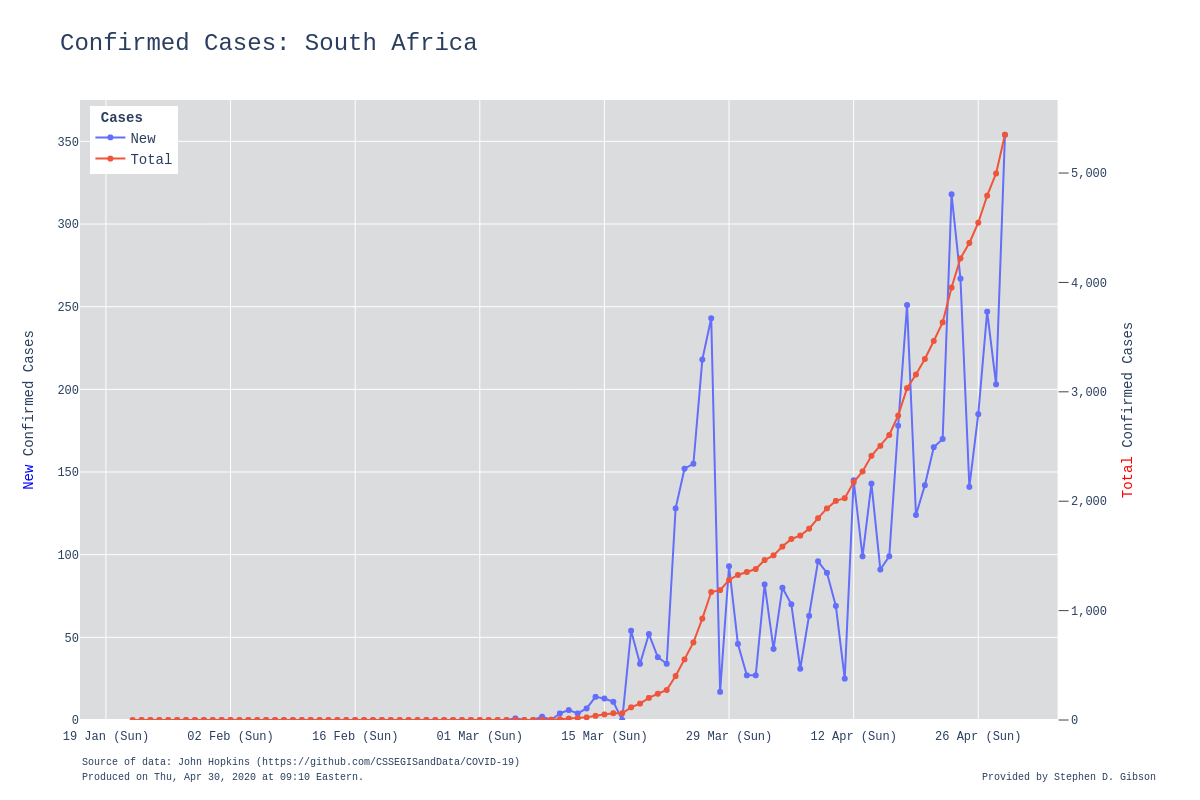 Confirmed Cases: South Africa
Cases
New
Total
350
300
250
200
150
100
50
0
New Confirmed Cases
5,000
4,000
3,000
2,000
1,000
0
Total Confirmed Cases
19 Jan (Sun)
02 Feb (Sun)
16 Feb (Sun)
01 Mar (Sun)
15 Mar (Sun)
29 Mar (Sun)
12 Apr (Sun)
26 Apr (Sun)
Source of data: John Hopkins (https://github.com/CSSEGISandData/COVID-19)
Produced on Thu, Apr 30, 2020 at 09:10 Eastern.
Provided by Stephen D. Gibson